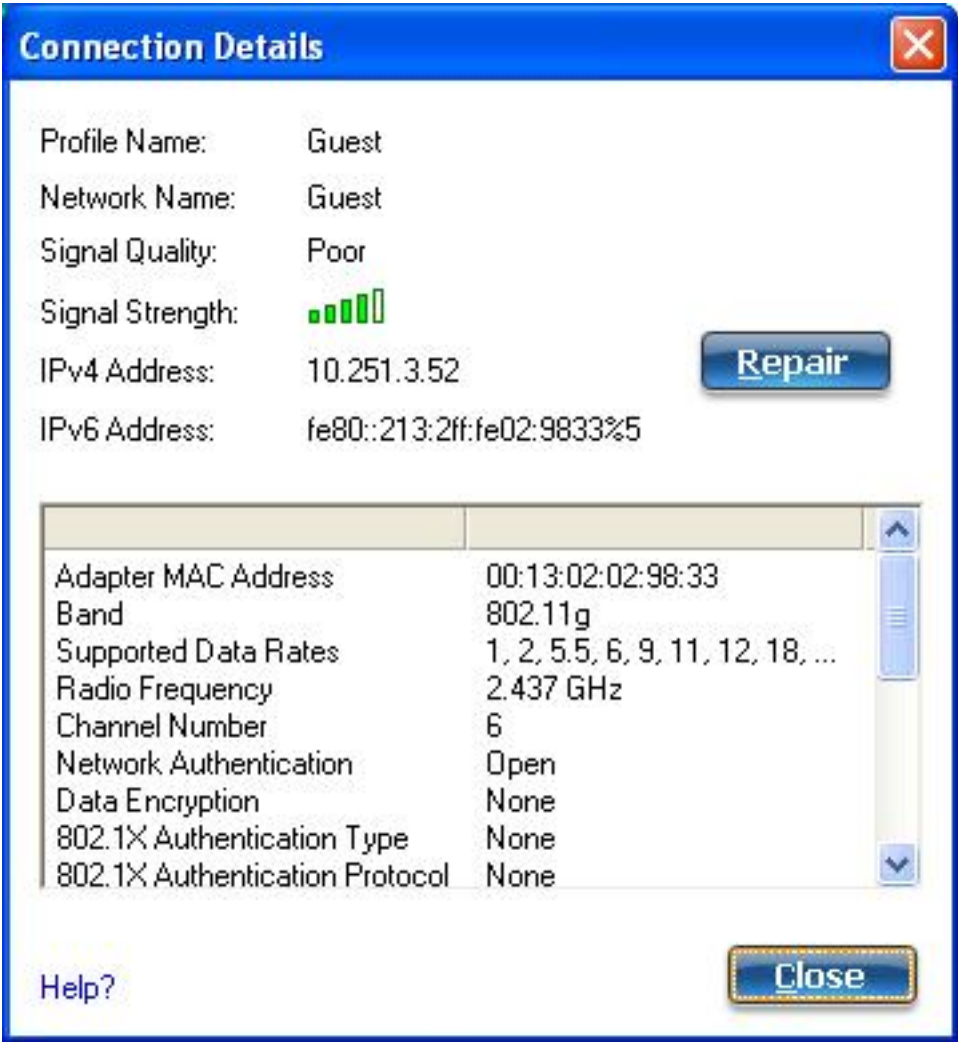 Connection Details
Profile Name: Guest
Network Name: Guest
Signal Quality: Poor
Signal Strength:
IPv4 Address: 10.251.3.52
Repair
IPv6 Address: fe80::213:2ff:fe02:9833%5
Adapter MAC Address 00:13:02:02:98:33
Band 802.11g
Supported Data Rates 1, 2, 5.5, 6, 9, 11, 12, 18, ...
Radio Frequency 2.437 GHz
Channel Number 6
Network Authentication Open
Data Encryption None
802.1X Authentication Type None
802.1X Authentication Protocol None
Help?
Close